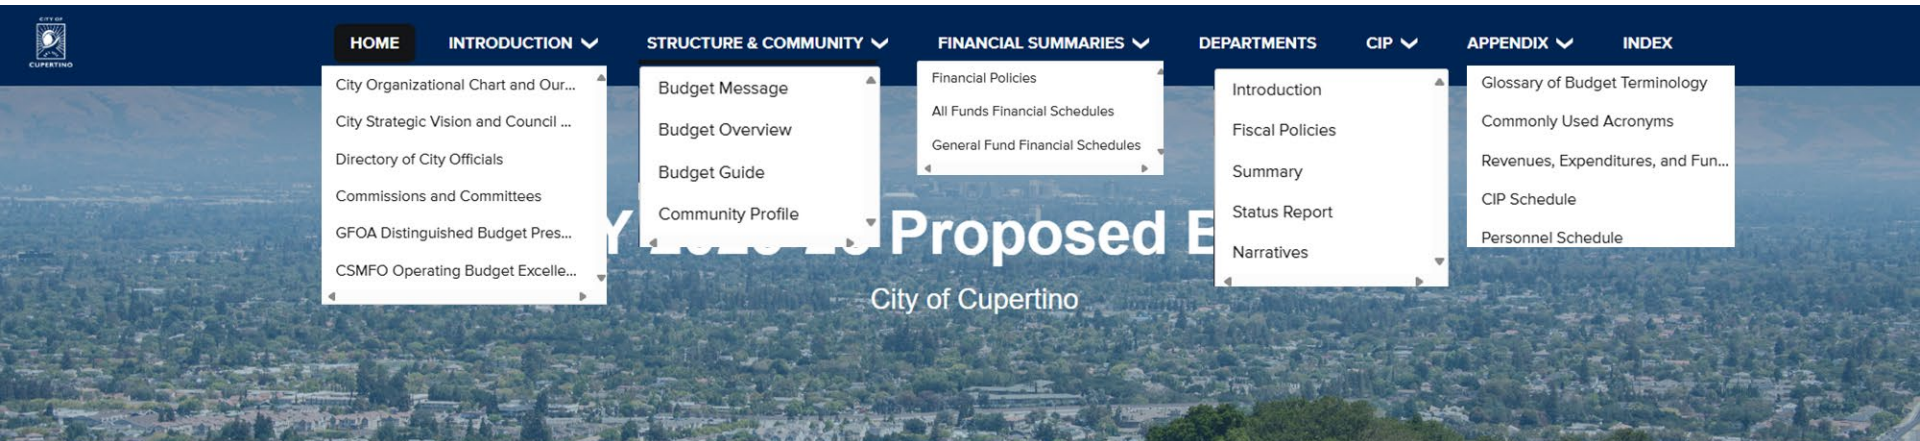 CITY OF
CUPERTINO
HOME INTRODUCTION STRUCTURE & COMMUNITY FINANCIAL SUMMARIES DEPARTMENTS CIP APPENDIX INDEX
City Organizational Chart and Our...
City Strategic Vision and Council ...
Directory of City Officials
Commissions and Committees
GFOA Distinguished Budget Pres...
CSMFO Operating Budget Excelle...
Budget Message
Budget Overview
Budget Guide
Community Profile
Financial Policies
All Funds Financial Schedules
General Fund Financial Schedules
Introduction
Fiscal Policies
Summary
Status Report
Narratives
Glossary of Budget Terminology
Commonly Used Acronyms
Revenues, Expenditures, and Fun...
CIP Schedule
Personnel Schedule
Proposed
City of Cupertino